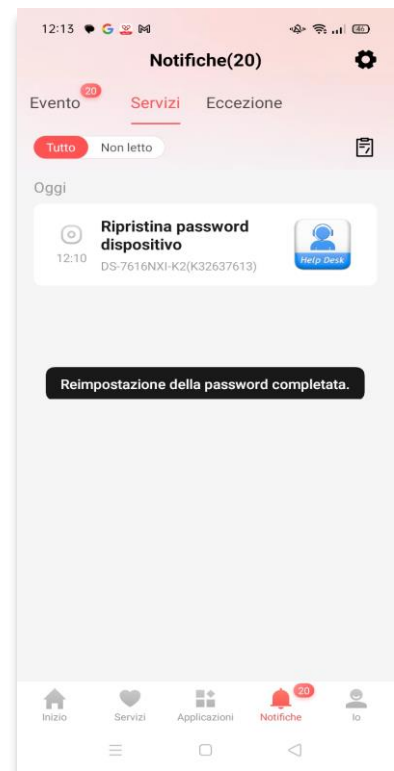 12:13
46
Notifiche(20)
20
Evento
Servizi
Eccezione
Tutto
Non letto
Oggi
Ripristina password
dispositivo
12:10
DS-7616NXI-K2(K32637613)
Help Desk
Reimpostazione della password completata.
20
Inizio
Servizi
Applicazioni
Notifiche
Io